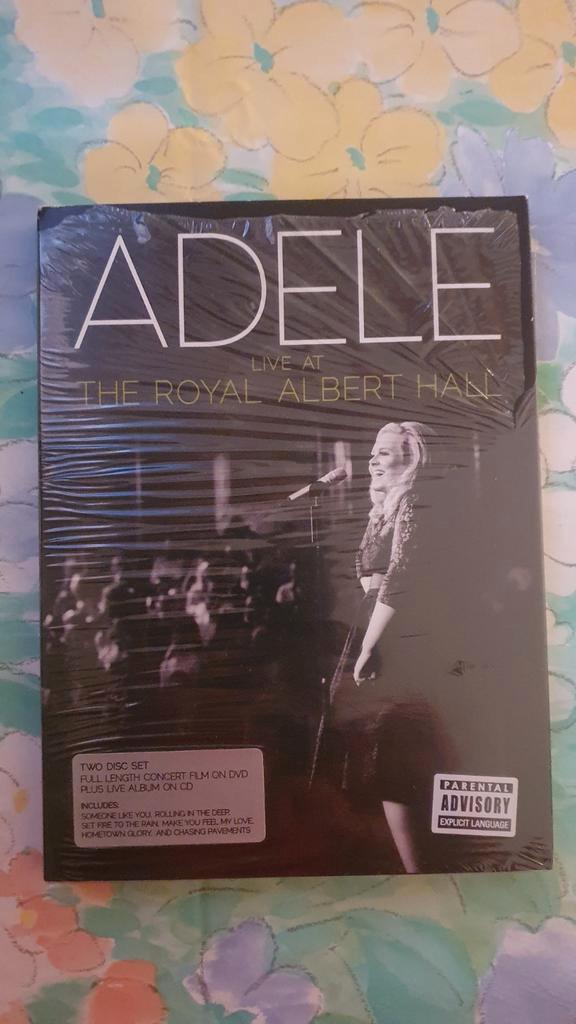 ADELE
LIVE AT
THE ROYAL ALBERT HALL
TWO DISC SET
FULL LENGTH CONCERT FILM ON DVD
PLUS LIVE ALBUM ON CD
INCLUDES:
SOMEONE LIKE YOU, ROLLING IN THE DEEP,
SET FIRE TO THE RAIN, MAKE YOU FEEL MY LOVE,
HOMETOWN GLORY, AND CHASING PAVEMENTS
PARENTAL
ADVISORY
EXPLICIT LANGUAGE